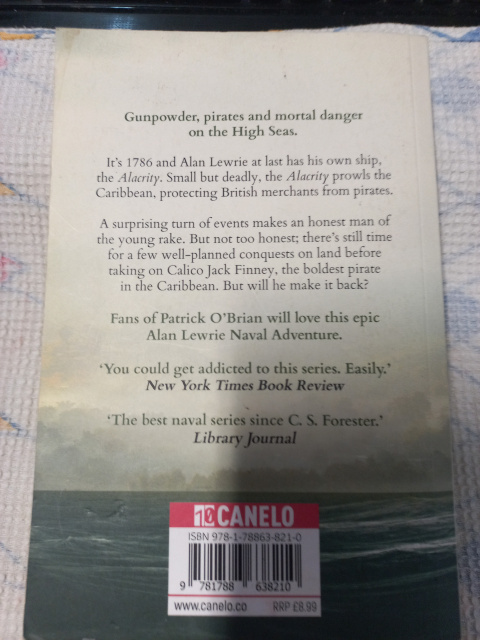 Gunpowder, pirates and mortal danger
on the High Seas.
It's 1786 and Alan Lewrie at last has his own ship,
the Alacrity. Small but deadly, the Alacrity prowls the
Caribbean, protecting British merchants from pirates.
A surprising turn of events makes an honest man of
the young rake. But not too honest; there's still time
for a few well-planned conquests on land before
taking on Calico Jack Finney, the boldest pirate
in the Caribbean. But will he make it back?
Fans of Patrick O'Brian will love this epic
Alan Lewrie Naval Adventure.
‘You could get addicted to this series. Easily.’
New York Times Book Review
‘The best naval series since C. S. Forester.’
Library Journal
10 CANELO
ISBN 978-1-78863-821-0
9 781788 638210
www.canelo.co RRP £8.99